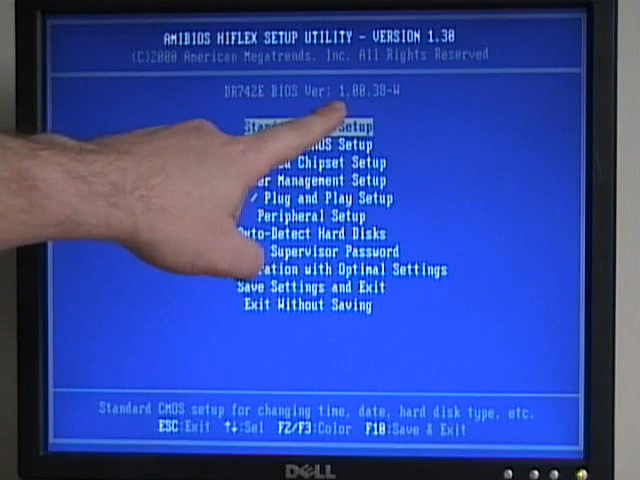 AMIBIOS HIFLEX SETUP UTILITY - VERSION 1.30
(C)2000 American Megatrends, Inc. All Rights Reserved
DR742E BIOS Ver: 1.00.38-W
Setup
Setup
Chipset Setup
Management Setup
/ Plug and Play Setup
Peripheral Setup
Auto-Detect Hard Disks
Supervisor Password
with Optimal Settings
Save Settings and Exit
Exit Without Saving
Standard CMOS setup for changing time, date, hard disk type, etc.
ESC:Exit ↑↓:Sel F2/F3:Color F10:Save & Exit
DELL